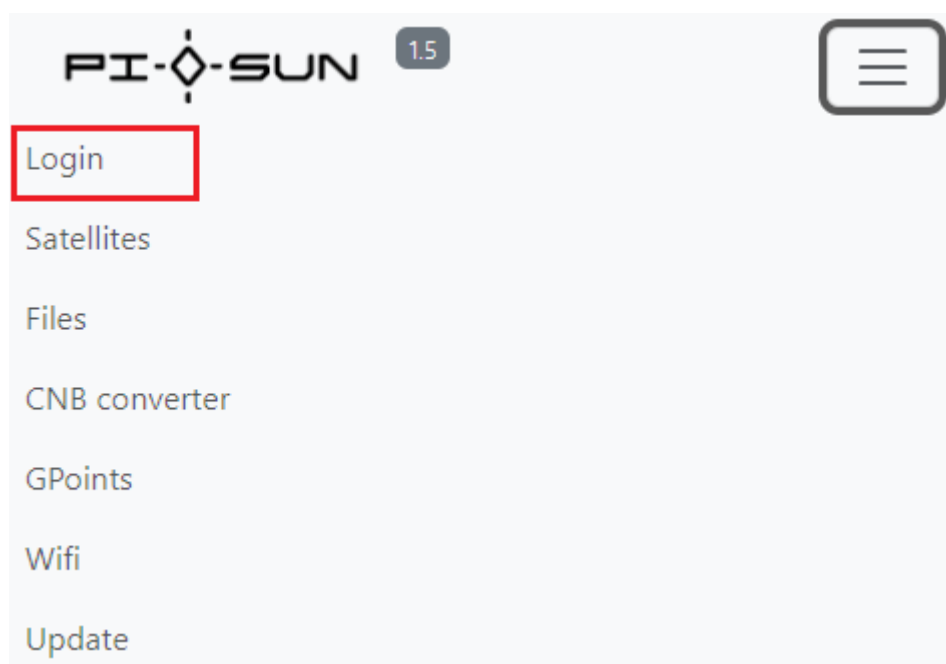 PI-SUN 1.5
Login
Satellites
Files
CNB converter
GPoints
Wifi
Update